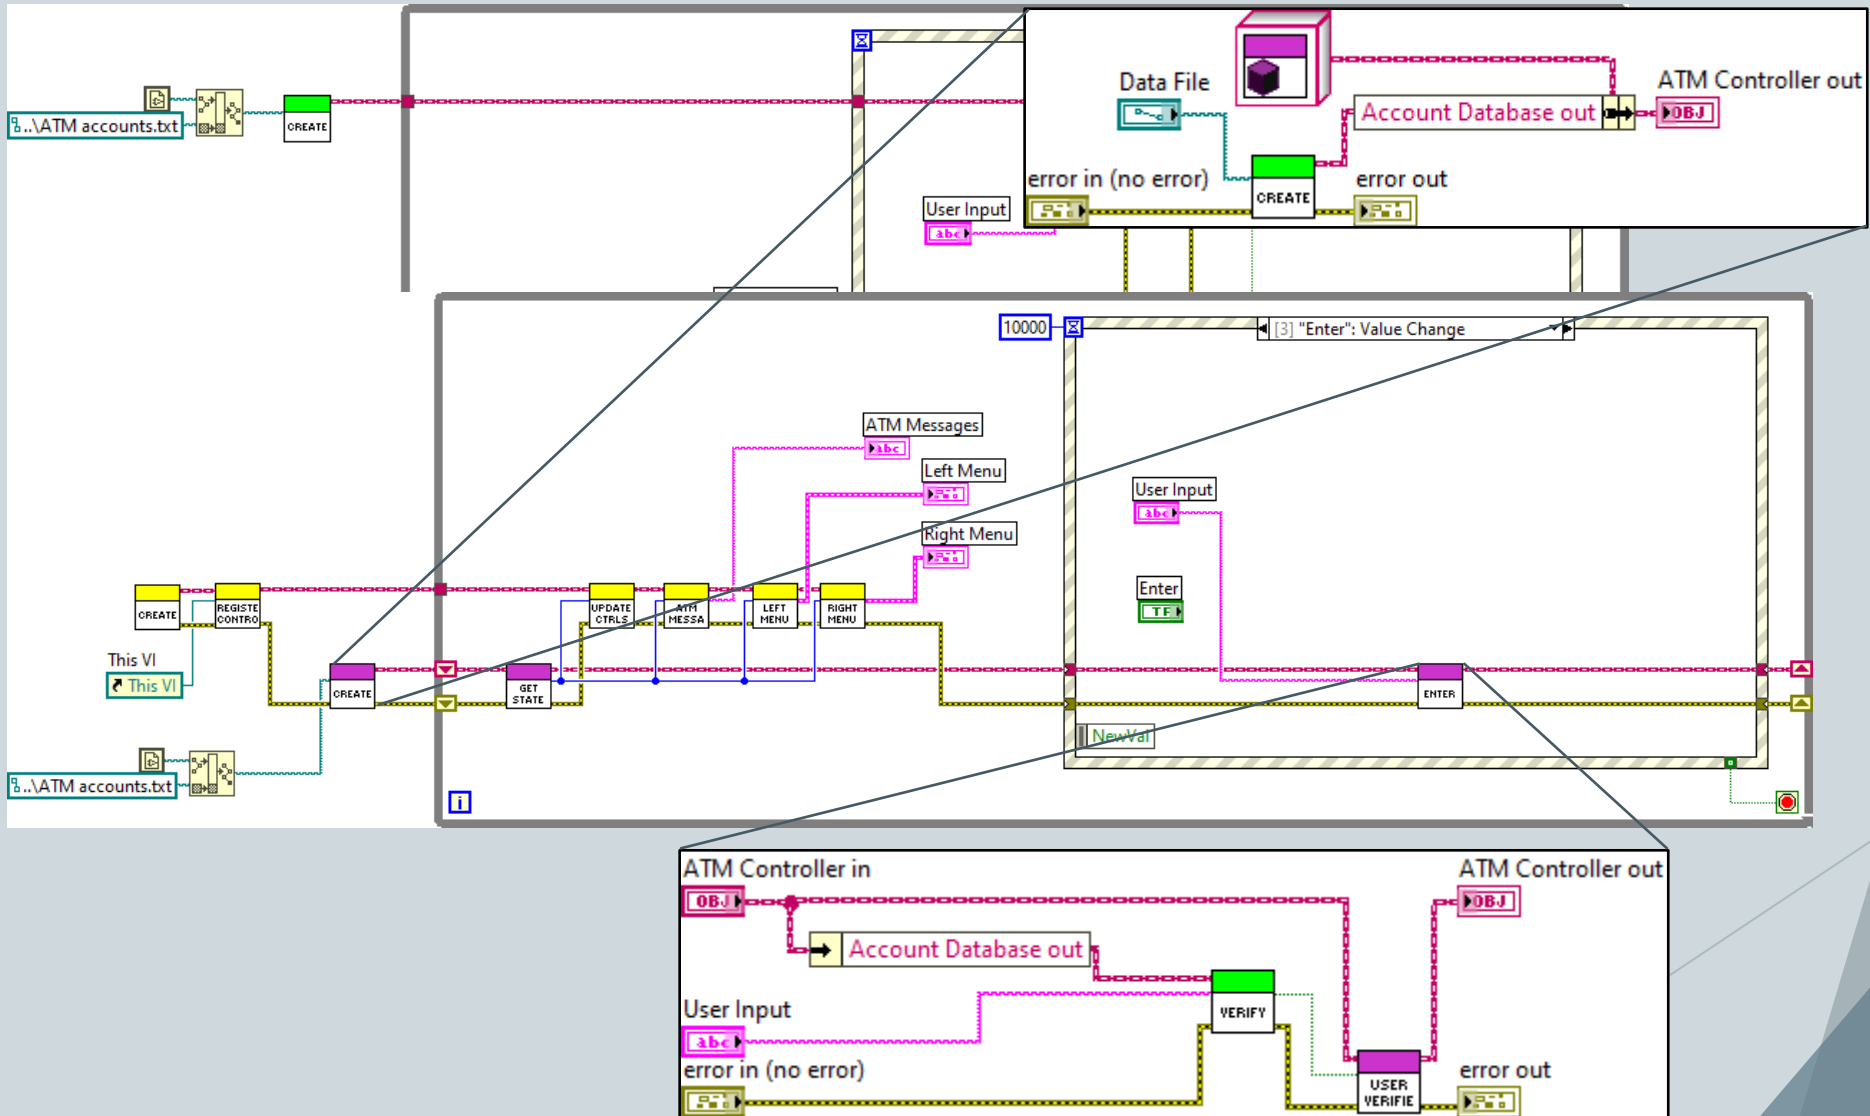 ..\ATM accounts.txt
CREATE
User Input
abc
Data File
ATM Controller out
Account Database out
OBJ
error in (no error)
CREATE
error out
10000
[3] "Enter": Value Change
ATM Messages
abc
Left Menu
Right Menu
User Input
abc
Enter
TF
CREATE
REGISTE
CONTRO
UPDATE
CTRLS
ATM
MESSA
LEFT
MENU
RIGHT
MENU
This VI
This VI
CREATE
GET
STATE
ENTER
NewVal
..\ATM accounts.txt
i
ATM Controller in
OBJ
ATM Controller out
OBJ
Account Database out
User Input
abc
VERIFY
error in (no error)
USER
VERIFIE
error out